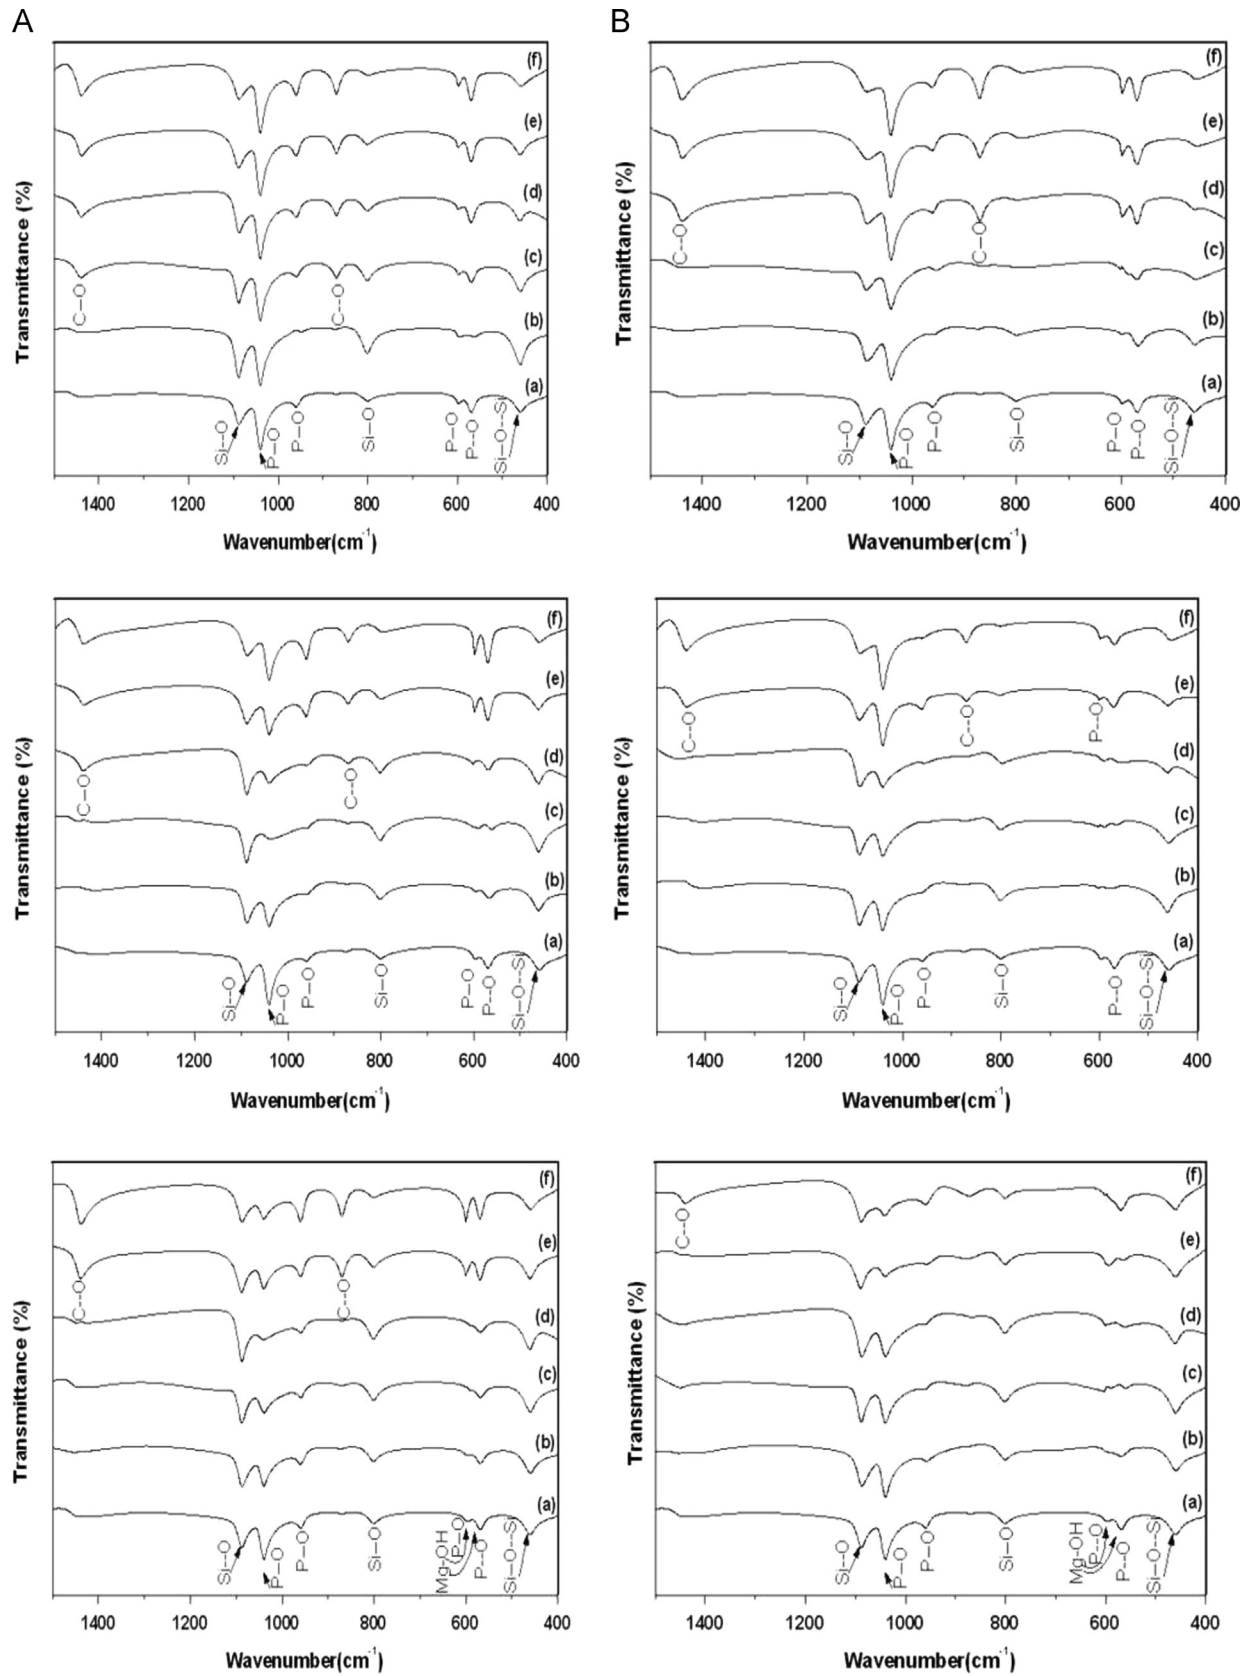 A
B
Transmittance (%)
(f)
(e)
(d)
(c)
(b)
(a)
C--O
C--O
Si--O
P--O
P--O
Si--O
P--O
P--O
Si--O--Si
1400 1200 1000 800 600 400
Wavenumber(cm-1)
Transmittance (%)
(f)
(e)
(d)
(c)
(b)
(a)
C--O
C--O
Si--O
P--O
P--O
Si--O
P--O
P--O
Si--O--Si
1400 1200 1000 800 600 400
Wavenumber(cm-1)
Transmittance (%)
(f)
(e)
(d)
(c)
(b)
(a)
C--O
C--O
Si--O
P--O
P--O
Si--O
P--O
P--O
Si--O--Si
1400 1200 1000 800 600 400
Wavenumber(cm-1)
Transmittance (%)
(f)
(e)
(d)
(c)
(b)
(a)
C--O
C--O
P--O
Si--O
P--O
P--O
Si--O
P--O
Si--O--Si
1400 1200 1000 800 600 400
Wavenumber(cm-1)
Transmittance (%)
(f)
(e)
(d)
(c)
(b)
(a)
C--O
C--O
Si--O
P--O
P--O
Si--O
Mg-OH
P--O
P--O
Si--O--Si
1400 1200 1000 800 600 400
Wavenumber(cm-1)
Transmittance (%)
(f)
(e)
(d)
(c)
(b)
(a)
C--O
Si--O
P--O
P--O
Si--O
Mg-OH
P--O
P--O
Si--O--Si
1400 1200 1000 800 600 400
Wavenumber(cm-1)